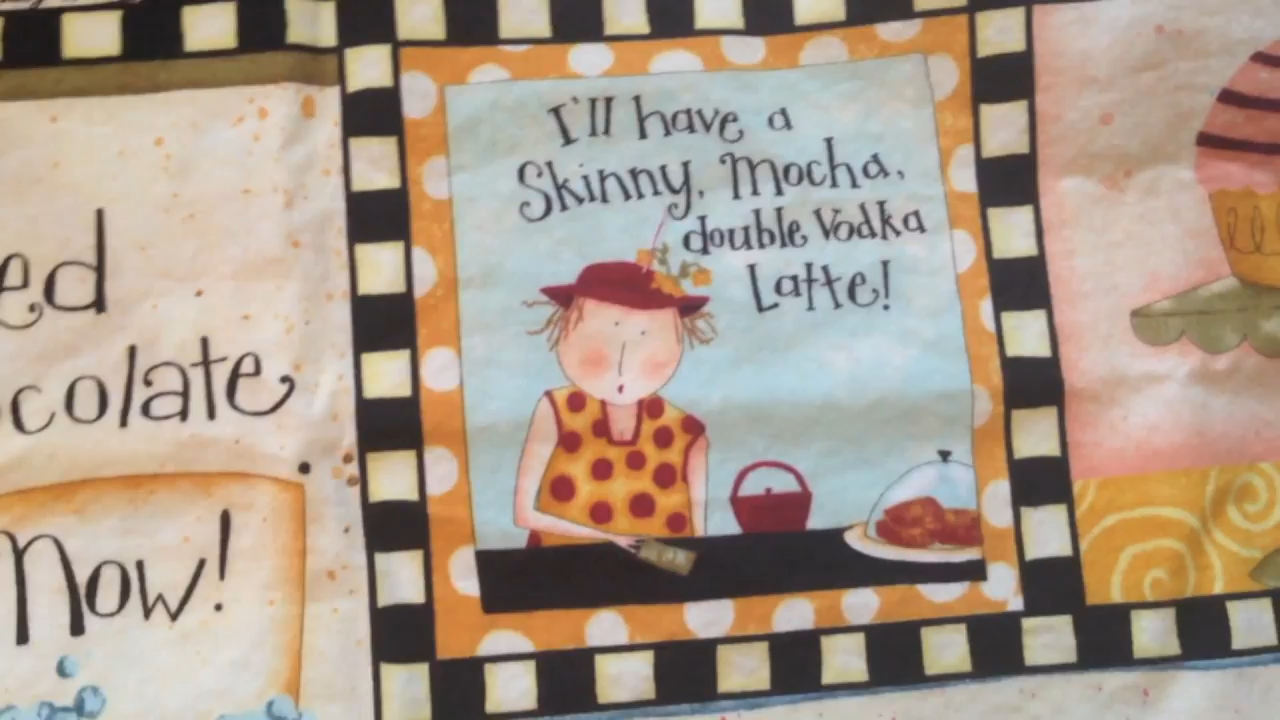 I'll have a
Skinny, Mocha,
double Vodka
Latte!
ed
colate
Now!